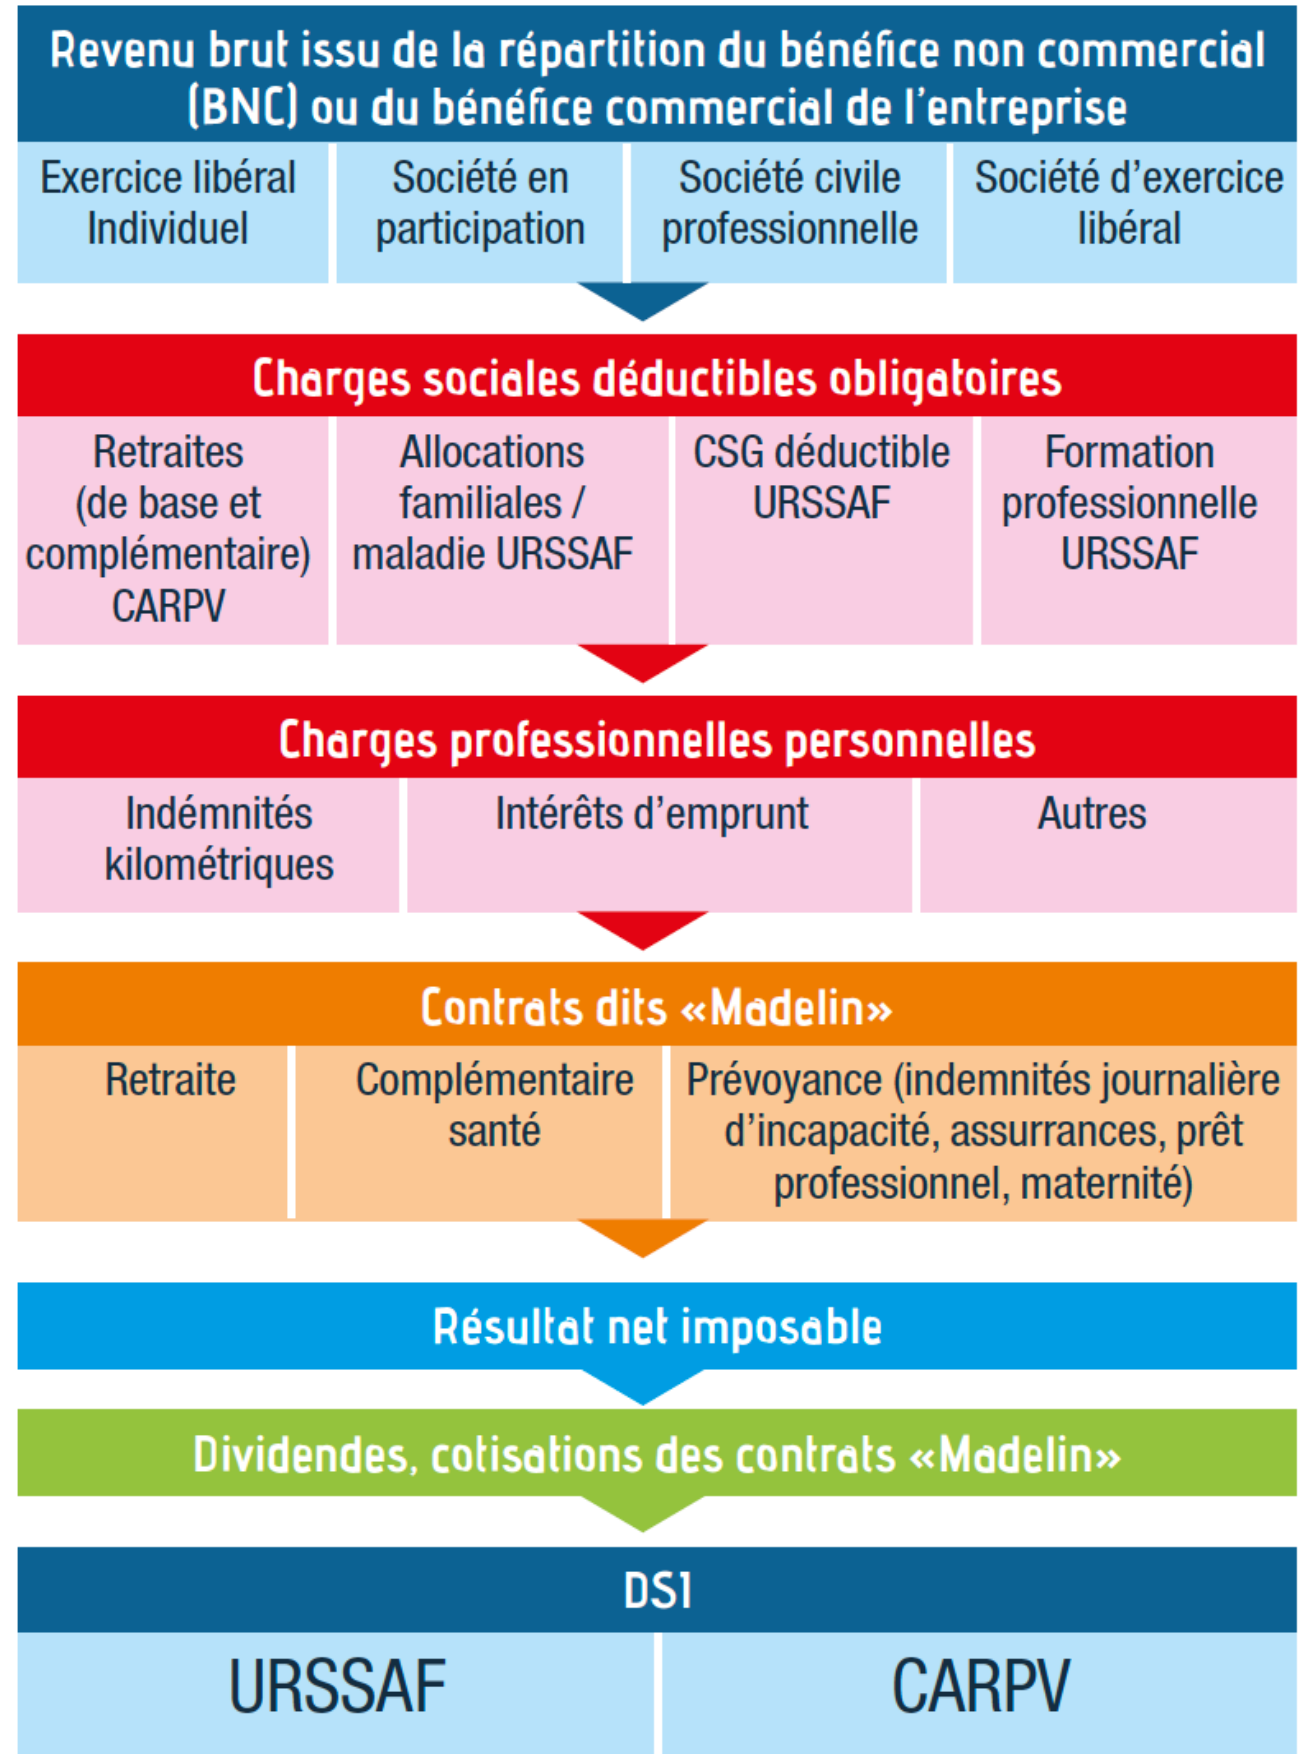 Revenu brut issu de la répartition du bénéfice non commercial
(BNC) ou du bénéfice commercial de l'entreprise
Exercice libéral
Individuel
Société en
participation
Société civile
professionnelle
Société d'exercice
libéral
Charges sociales déductibles obligatoires
Retraites
(de base et
complémentaire)
CARPV
Allocations
familiales /
maladie URSSAF
CSG déductible
URSSAF
Formation
professionnelle
URSSAF
Charges professionnelles personnelles
Indémnités
kilométriques
Intérêts d'emprunt
Autres
Contrats dits «Madelin»
Retraite
Complémentaire
santé
Prévoyance (indemnités journalière
d'incapacité, assurrances, prêt
professionnel, maternité)
Résultat net imposable
Dividendes, cotisations des contrats «Madelin»
DSI
URSSAF
CARPV